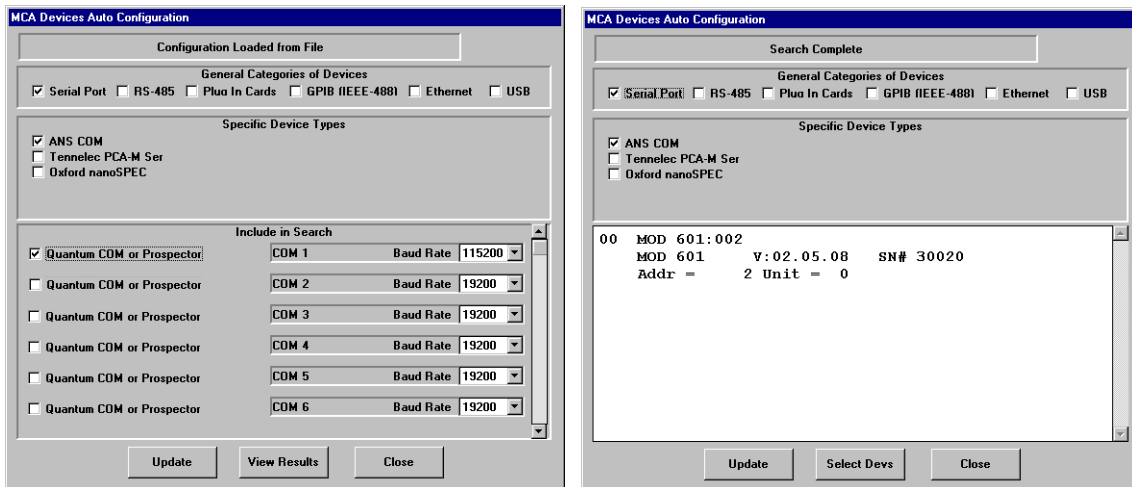 MCA Devices Auto Configuration
Configuration Loaded from File
General Categories of Devices
Serial Port RS-485 Plug In Cards GPIB (IEEE-488) Ethernet USB
Specific Device Types
ANS COM
Tennelec PCA-M Ser
Oxford nanoSPEC
Include in Search
Quantum COM or Prospector COM 1 Baud Rate 115200
Quantum COM or Prospector COM 2 Baud Rate 19200
Quantum COM or Prospector COM 3 Baud Rate 19200
Quantum COM or Prospector COM 4 Baud Rate 19200
Quantum COM or Prospector COM 5 Baud Rate 19200
Quantum COM or Prospector COM 6 Baud Rate 19200
Update View Results Close
MCA Devices Auto Configuration
Search Complete
General Categories of Devices
Serial Port RS-485 Plug In Cards GPIB (IEEE-488) Ethernet USB
Specific Device Types
ANS COM
Tennelec PCA-M Ser
Oxford nanoSPEC
00 MOD 601:002
MOD 601 V:02.05.08 SN# 30020
Addr = 2 Unit = 0
Update Select Devs Close